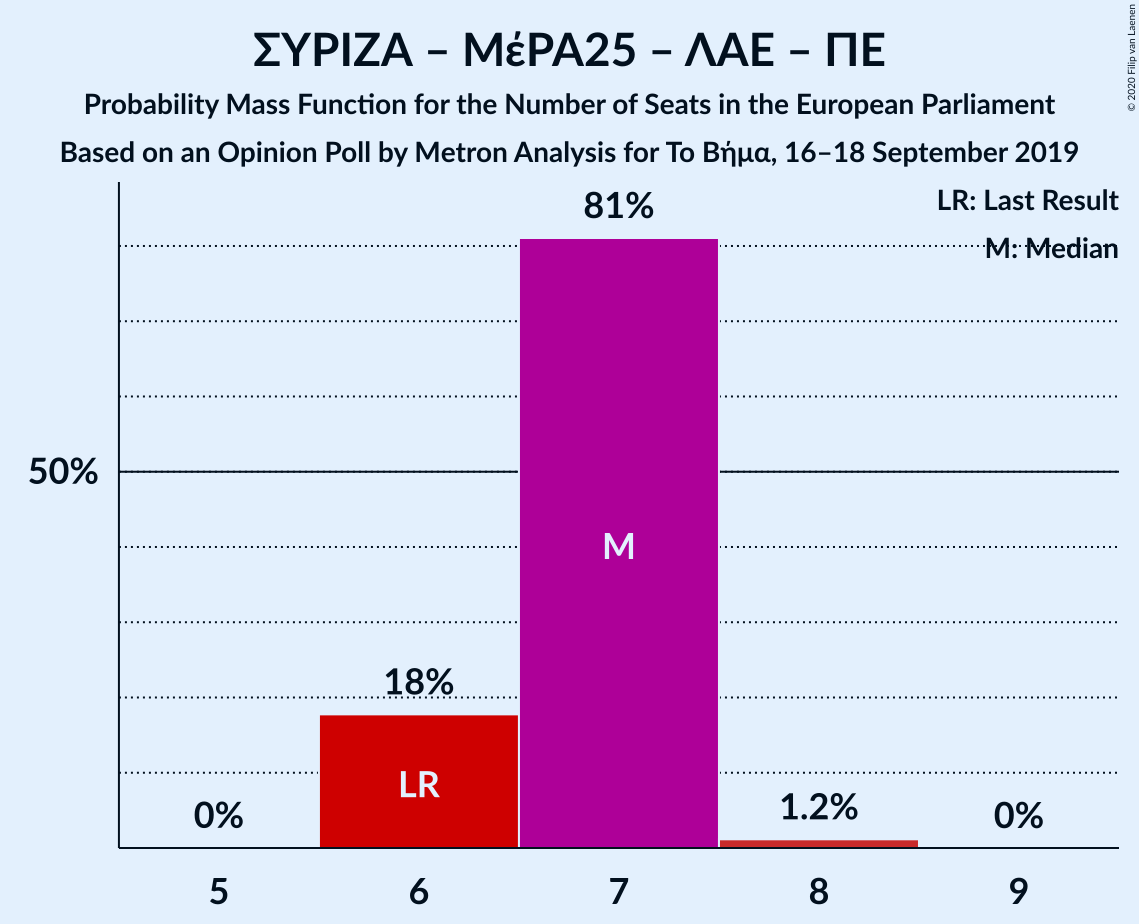 ΣΥΡΙΖΑ – ΜέΡΑ25 – ΛΑΕ – ΠΕ
Probability Mass Function for the Number of Seats in the European Parliament
Based on an Opinion Poll by Metron Analysis for Το Βήμα, 16–18 September 2019
© 2020 Filip van Laenen
LR: Last Result
M: Median
81%
50%
M
18%
LR
0%
1.2%
0%
5 6 7 8 9